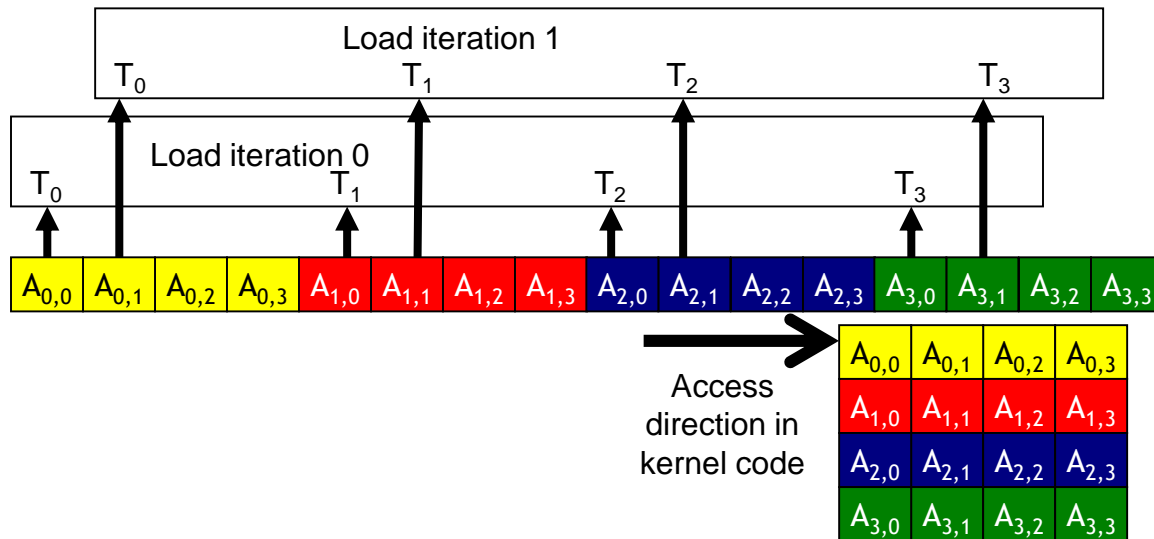 Load iteration 1
T0 T1 T2 T3
Load iteration 0
T0 T1 T2 T3
A0,0 A0,1 A0,2 A0,3 A1,0 A1,1 A1,2 A1,3 A2,0 A2,1 A2,2 A2,3 A3,0 A3,1 A3,2 A3,3
Access
direction in
kernel code
A0,0 A0,1 A0,2 A0,3
A1,0 A1,1 A1,2 A1,3
A2,0 A2,1 A2,2 A2,3
A3,0 A3,1 A3,2 A3,3